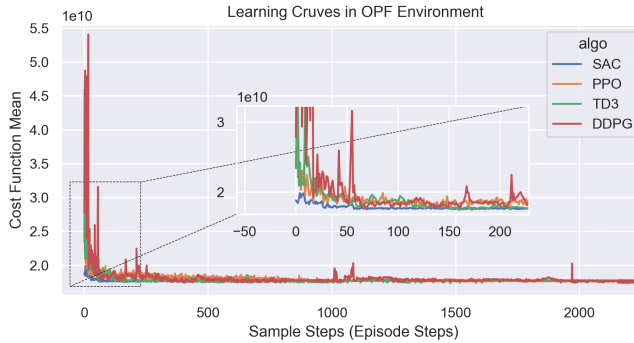 Learning Cruves in OPF Environment
1e10
5.5
5.0
4.5
4.0
3.5
3.0
2.5
2.0
Cost Function Mean
algo
SAC
PPO
TD3
DDPG
1e10
3
2
−50 0 50 100 150 200
0 500 1000 1500 2000
Sample Steps (Episode Steps)